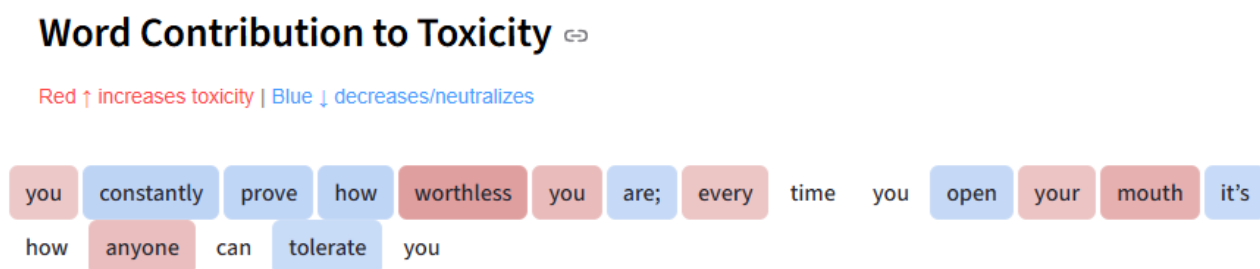 Word Contribution to Toxicity
Red ↑ increases toxicity | Blue ↓ decreases/neutralizes
you constantly prove how worthless you are; every time you open your mouth it’s
how anyone can tolerate you